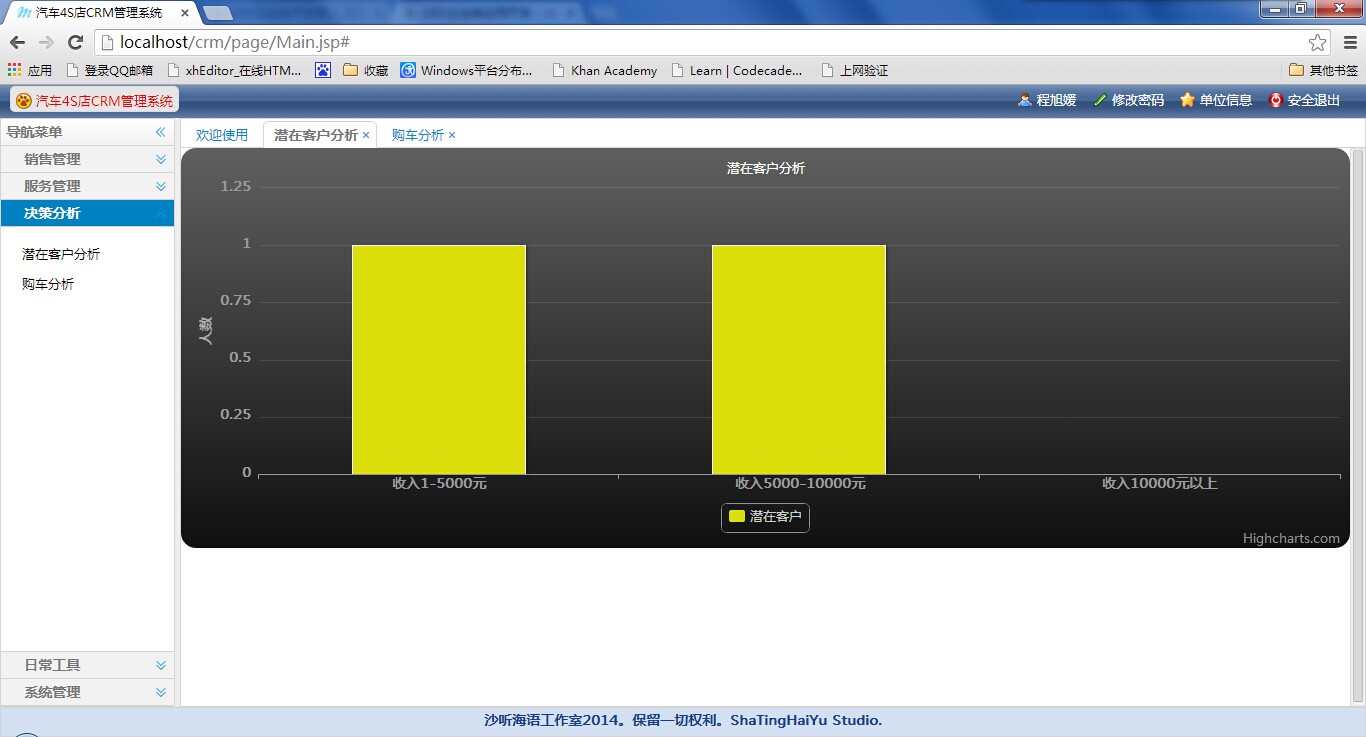 汽车4S店CRM管理系统 ×
localhost/crm/page/Main.jsp#
应用 登录QQ邮箱 xhEditor_在线HTM... 收藏 Windows平台分布... Khan Academy Learn | Codecade... 上网验证 其他书签
汽车4S店CRM管理系统 程旭媛 修改密码 单位信息 安全退出
导航菜单
销售管理
服务管理
决策分析
潜在客户分析
购车分析
日常工具
系统管理
欢迎使用 潜在客户分析 × 购车分析 ×
潜在客户分析
1.25
1
0.75
0.5
0.25
0
人数
收入1-5000元 收入5000-10000元 收入10000元以上
潜在客户
Highcharts.com
沙听海语工作室2014。保留一切权利。ShaTingHaiYu Studio.